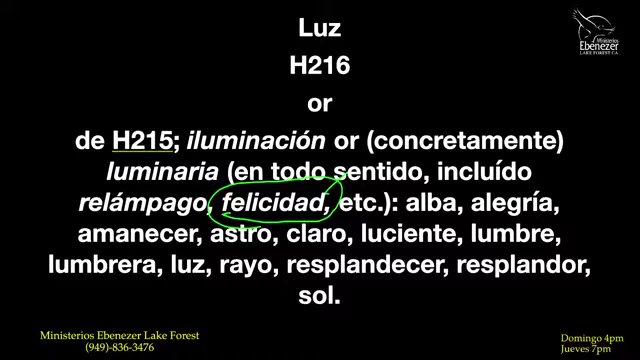 Luz
H216
or
de H215; iluminación or (concretamente)
luminaria (en todo sentido, incluído
relámpago, felicidad, etc.): alba, alegría,
amanecer, astro, claro, luciente, lumbre,
lumbrera, luz, rayo, resplandecer, resplandor,
sol.
Ministerios
Ebenezer
LAKE FOREST CA.
Ministerios Ebenezer Lake Forest
(949)-836-3476
Domingo 4pm
Jueves 7pm